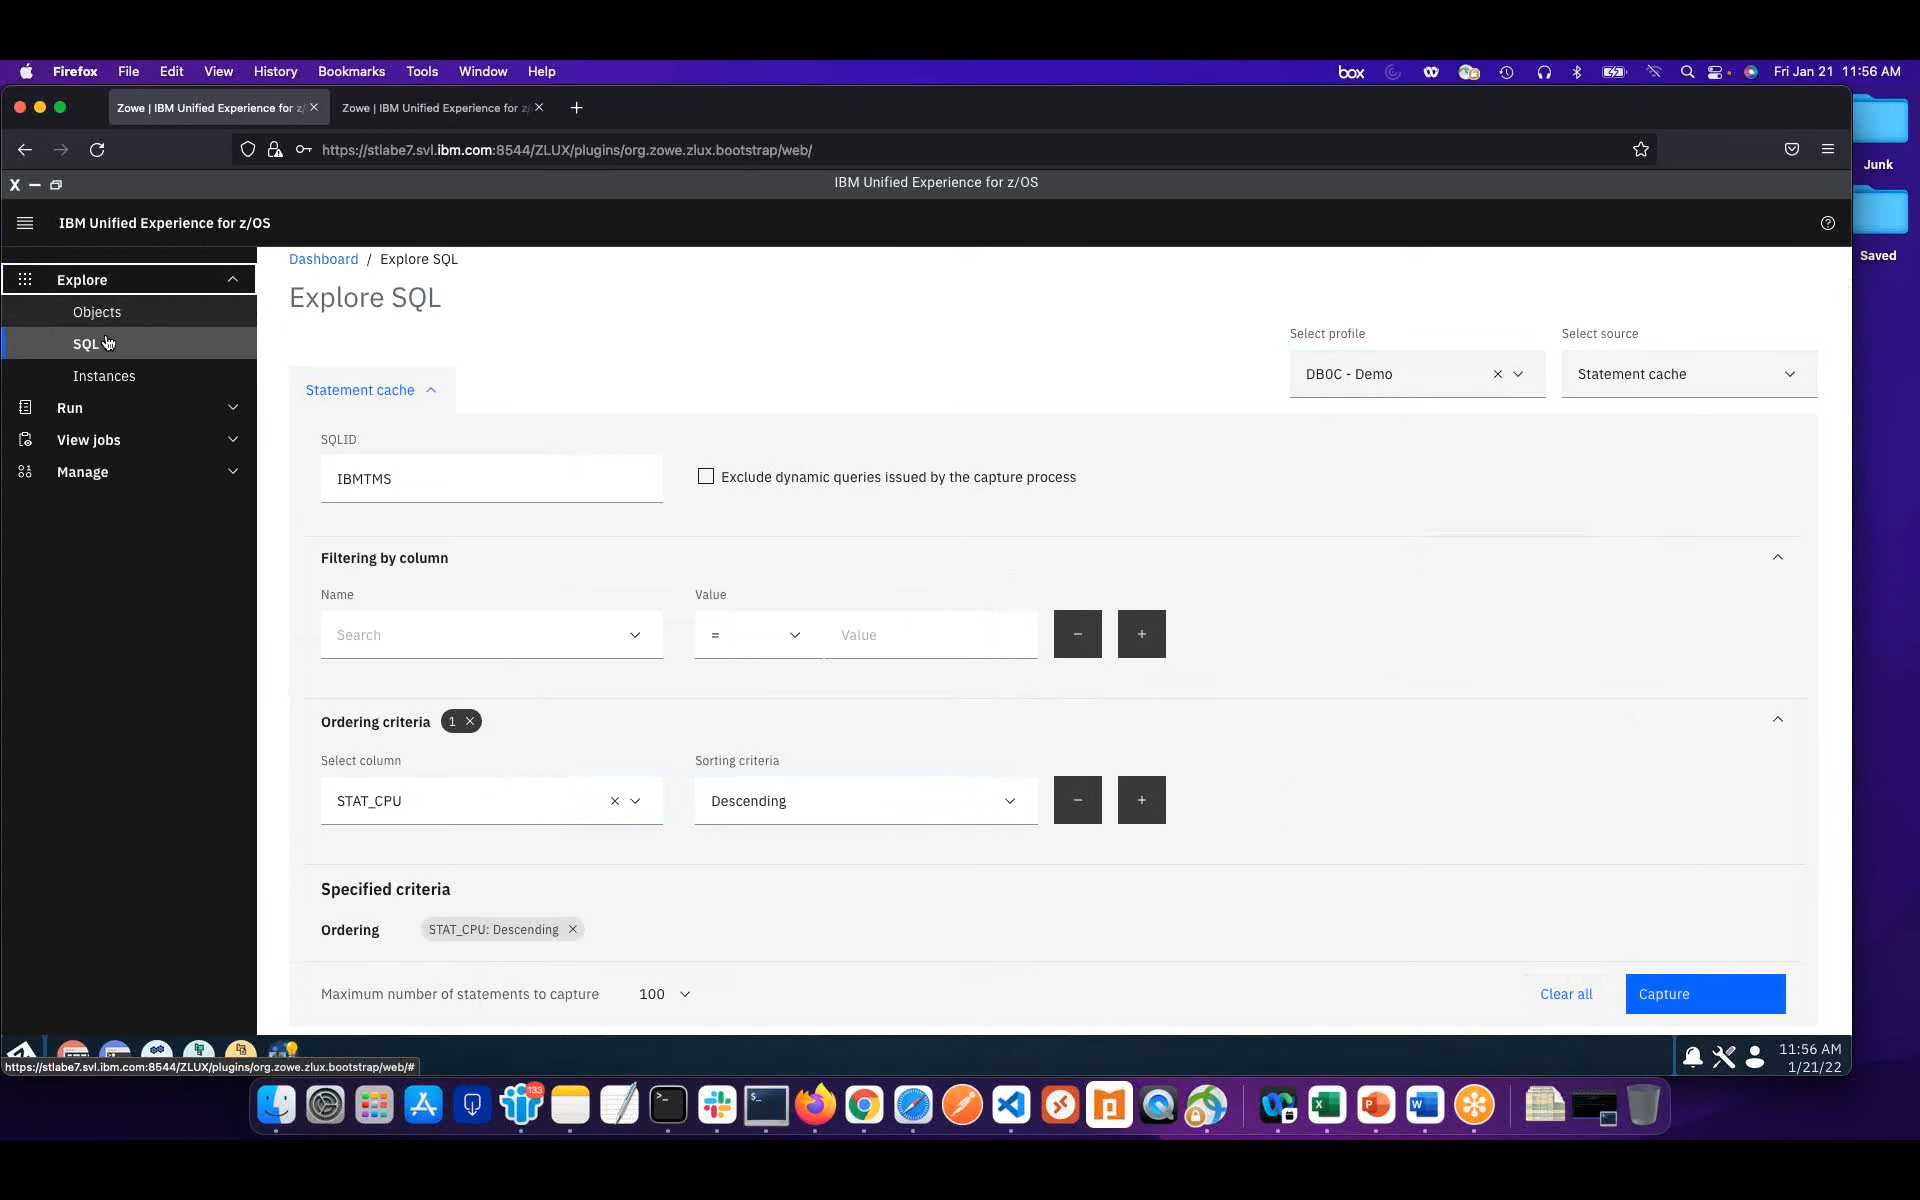 Firefox File Edit View History Bookmarks Tools Window Help box Fri Jan 21 11:56 AM
Zowe | IBM Unified Experience for z/ Zowe | IBM Unified Experience for z/
https://stlabe7.svl.ibm.com:8544/ZLUX/plugins/org.zowe.zlux.bootstrap/web/
Junk
Saved
X IBM Unified Experience for z/OS
IBM Unified Experience for z/OS
Explore
Objects
SQL
Instances
Run
View jobs
Manage
Dashboard / Explore SQL
Explore SQL
Select profile Select source
DB0C - Demo Statement cache
Statement cache
SQLID
IBMTMS Exclude dynamic queries issued by the capture process
Filtering by column
Name Value
Search = Value − +
Ordering criteria 1 ×
Select column Sorting criteria
STAT_CPU Descending − +
Specified criteria
Ordering STAT_CPU: Descending ×
Maximum number of statements to capture 100 Clear all Capture
https://stlabe7.svl.ibm.com:8544/ZLUX/plugins/org.zowe.zlux.bootstrap/web/#
11:56 AM
1/21/22
133